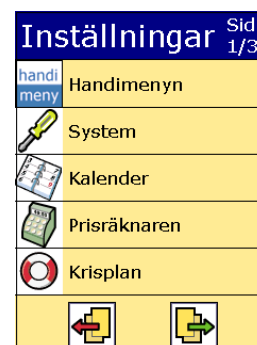 Inställningar Sid 1/3
handi meny Handimenyn
System
Kalender
Prisräknaren
Krisplan